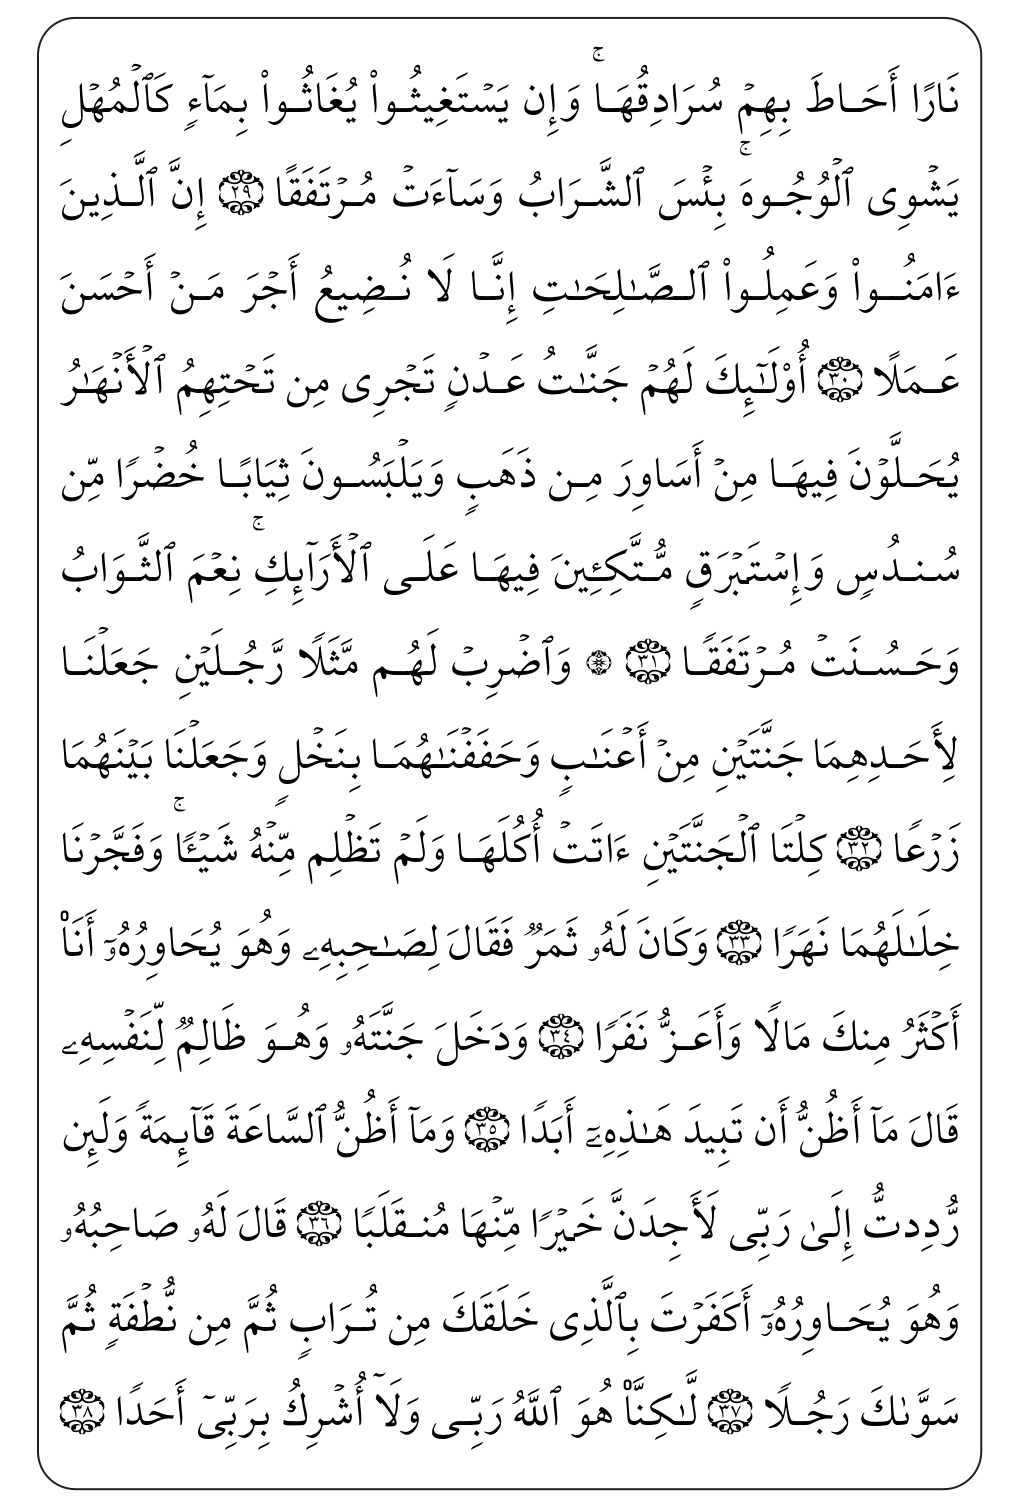 نَارًا أَحَاطَ بِهِمۡ سُرَادِقُهَاۚ وَإِن يَسۡتَغِيثُواْ يُغَاثُواْ بِمَآءٖ كَٱلۡمُهۡلِ
يَشۡوِي ٱلۡوُجُوهَۚ بِئۡسَ ٱلشَّرَابُ وَسَآءَتۡ مُرۡتَفَقًا ٢٩ إِنَّ ٱلَّذِينَ
ءَامَنُواْ وَعَمِلُواْ ٱلصَّٰلِحَٰتِ إِنَّا لَا نُضِيعُ أَجۡرَ مَنۡ أَحۡسَنَ
عَمَلًا ٣٠ أُوْلَٰٓئِكَ لَهُمۡ جَنَّٰتُ عَدۡنٖ تَجۡرِي مِن تَحۡتِهِمُ ٱلۡأَنۡهَٰرُ
يُحَلَّوۡنَ فِيهَا مِنۡ أَسَاوِرَ مِن ذَهَبٖ وَيَلۡبَسُونَ ثِيَابًا خُضۡرٗا مِّن
سُندُسٖ وَإِسۡتَبۡرَقٖ مُّتَّكِـِٔينَ فِيهَا عَلَى ٱلۡأَرَآئِكِۚ نِعۡمَ ٱلثَّوَابُ
وَحَسُنَتۡ مُرۡتَفَقٗا ٣١ ۞ وَٱضۡرِبۡ لَهُم مَّثَلٗا رَّجُلَيۡنِ جَعَلۡنَا
لِأَحَدِهِمَا جَنَّتَيۡنِ مِنۡ أَعۡنَٰبٖ وَحَفَفۡنَٰهُمَا بِنَخۡلٖ وَجَعَلۡنَا بَيۡنَهُمَا
زَرۡعٗا ٣٢ كِلۡتَا ٱلۡجَنَّتَيۡنِ ءَاتَتۡ أُكُلَهَا وَلَمۡ تَظۡلِم مِّنۡهُ شَيۡـٔٗاۚ وَفَجَّرۡنَا
خِلَٰلَهُمَا نَهَرٗا ٣٣ وَكَانَ لَهُۥ ثَمَرٞ فَقَالَ لِصَٰحِبِهِۦ وَهُوَ يُحَاوِرُهُۥٓ أَنَا۠
أَكۡثَرُ مِنكَ مَالٗا وَأَعَزُّ نَفَرٗا ٣٤ وَدَخَلَ جَنَّتَهُۥ وَهُوَ ظَالِمٞ لِّنَفۡسِهِۦ
قَالَ مَآ أَظُنُّ أَن تَبِيدَ هَٰذِهِۦٓ أَبَدٗا ٣٥ وَمَآ أَظُنُّ ٱلسَّاعَةَ قَآئِمَةٗ وَلَئِن
رُّدِدتُّ إِلَىٰ رَبِّي لَأَجِدَنَّ خَيۡرٗا مِّنۡهَا مُنقَلَبٗا ٣٦ قَالَ لَهُۥ صَاحِبُهُۥ
وَهُوَ يُحَاوِرُهُۥٓ أَكَفَرۡتَ بِٱلَّذِي خَلَقَكَ مِن تُرَابٖ ثُمَّ مِن نُّطۡفَةٖ ثُمَّ
سَوَّىٰكَ رَجُلٗا ٣٧ لَّٰكِنَّا۠ هُوَ ٱللَّهُ رَبِّي وَلَآ أُشۡرِكُ بِرَبِّيٓ أَحَدٗا ٣٨